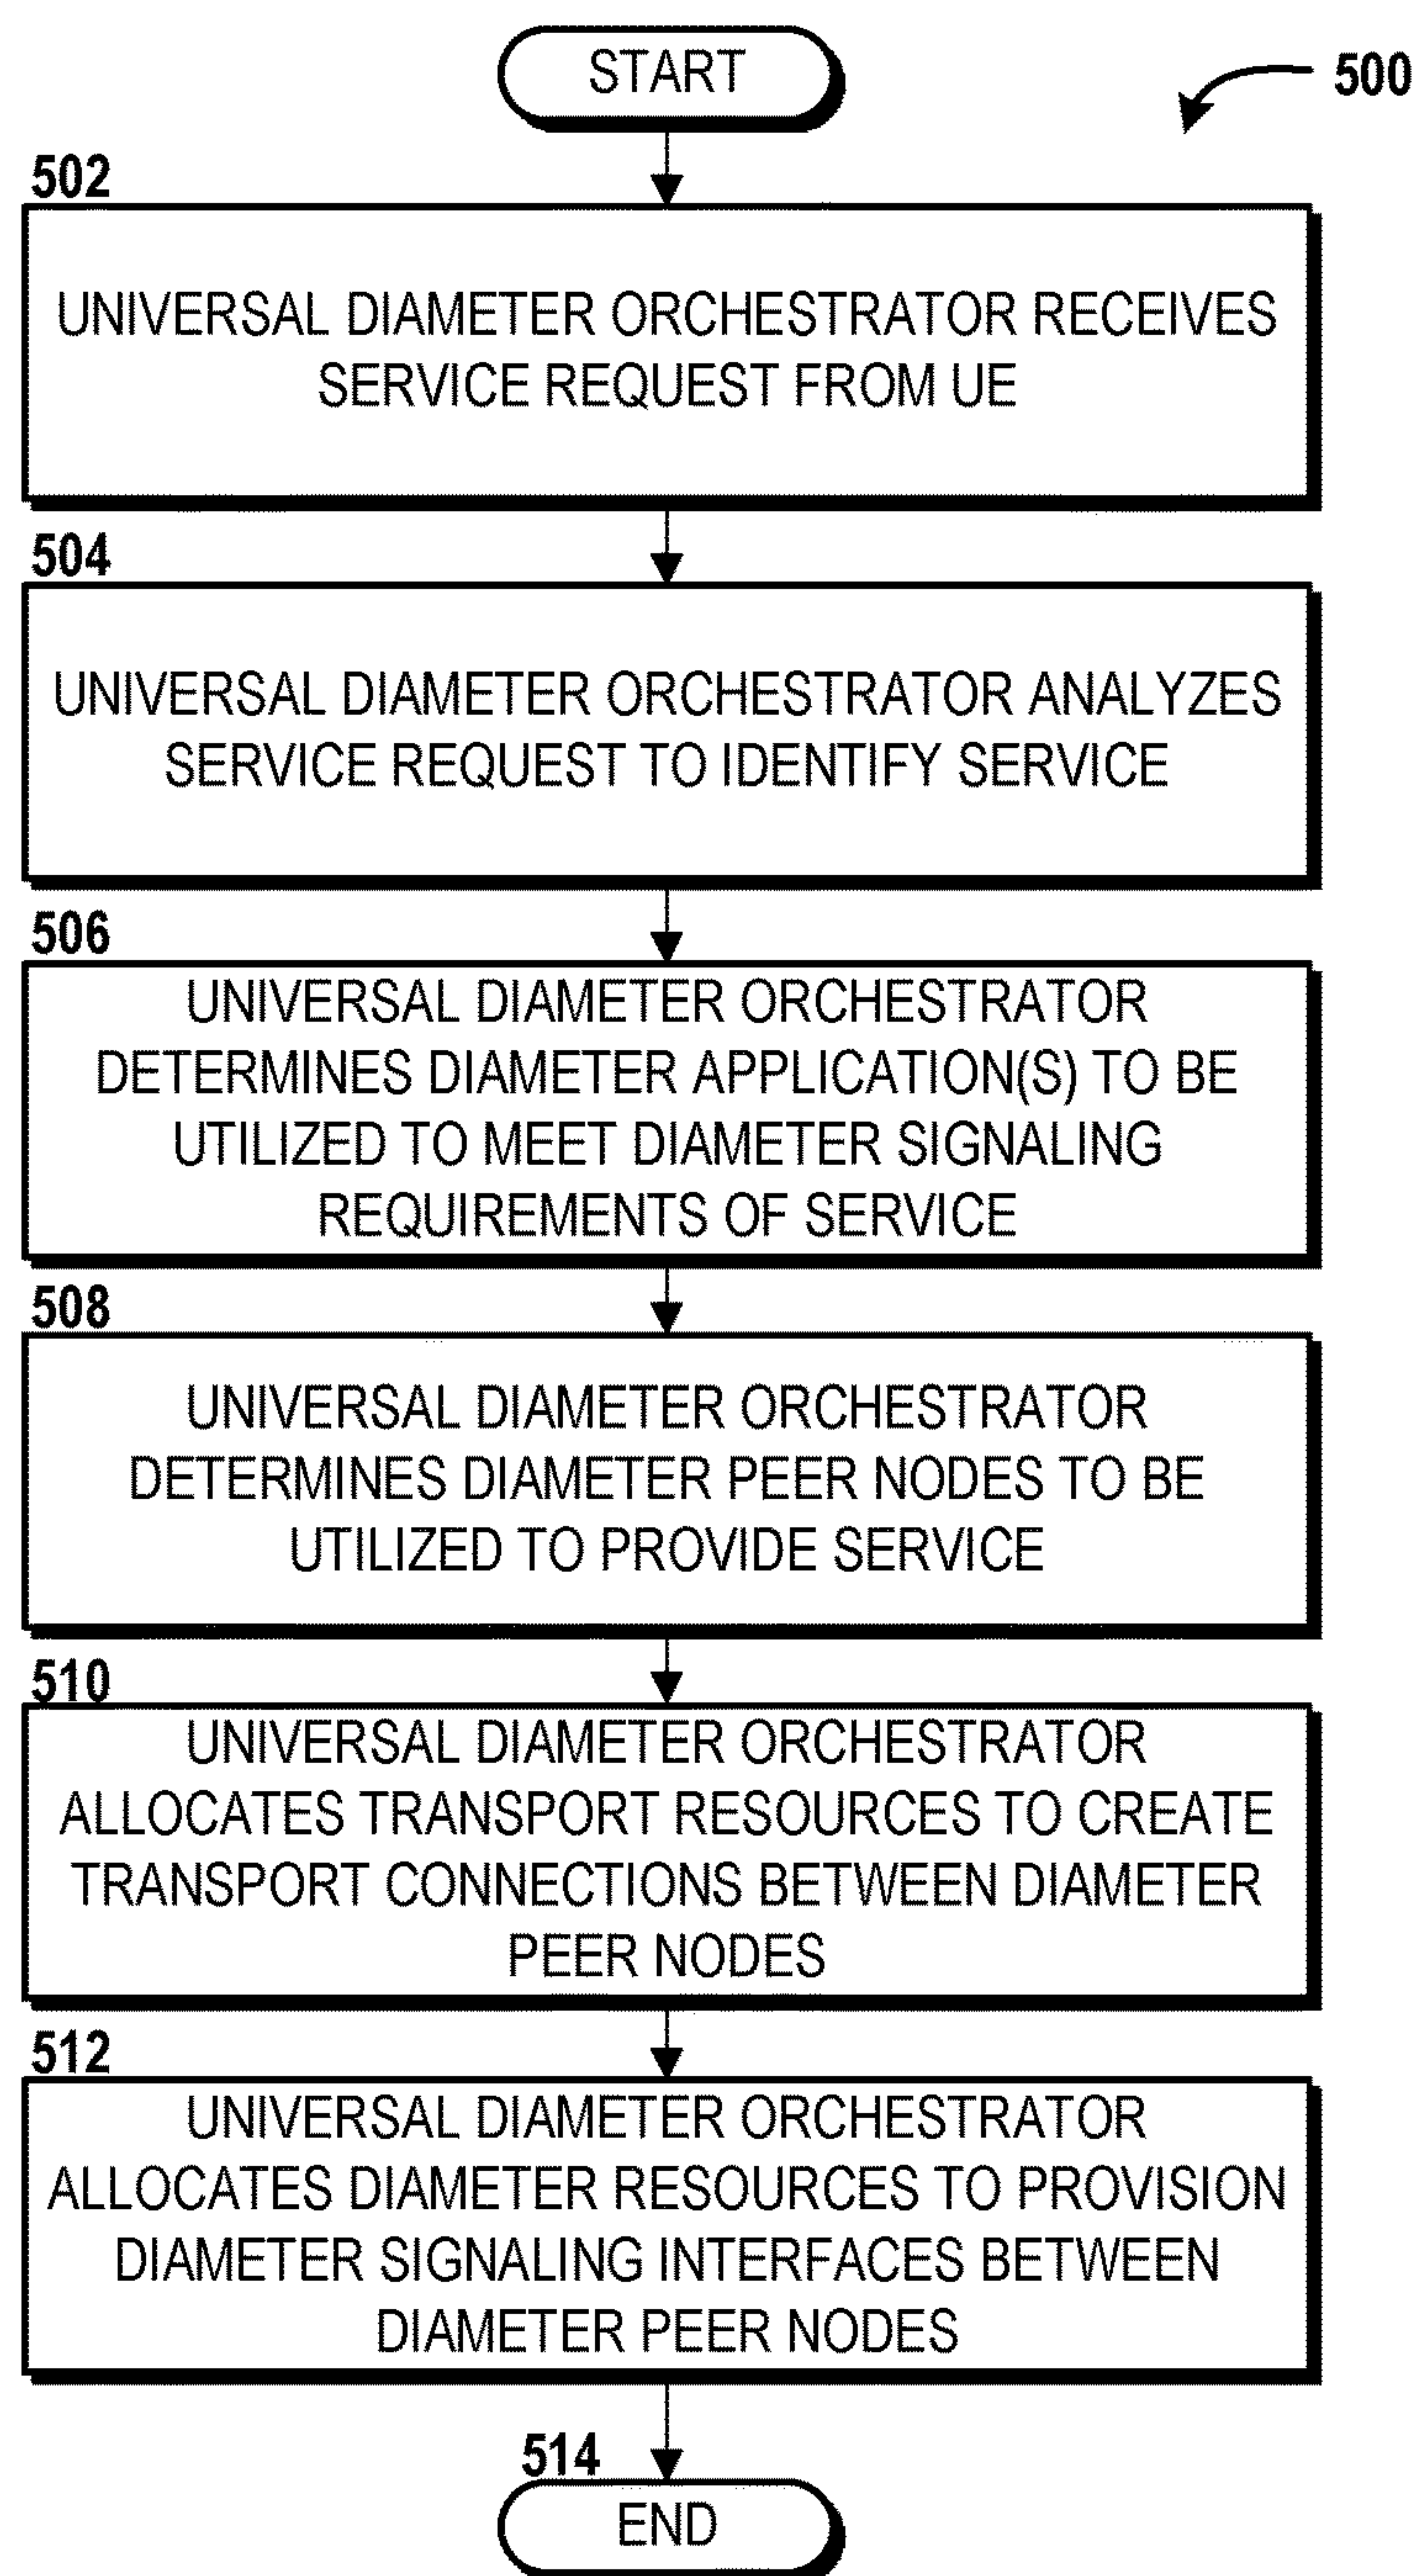 START
500
502
UNIVERSAL DIAMETER ORCHESTRATOR RECEIVES
SERVICE REQUEST FROM UE
504
UNIVERSAL DIAMETER ORCHESTRATOR ANALYZES
SERVICE REQUEST TO IDENTIFY SERVICE
506
UNIVERSAL DIAMETER ORCHESTRATOR
DETERMINES DIAMETER APPLICATION(S) TO BE
UTILIZED TO MEET DIAMETER SIGNALING
REQUIREMENTS OF SERVICE
508
UNIVERSAL DIAMETER ORCHESTRATOR
DETERMINES DIAMETER PEER NODES TO BE
UTILIZED TO PROVIDE SERVICE
510
UNIVERSAL DIAMETER ORCHESTRATOR
ALLOCATES TRANSPORT RESOURCES TO CREATE
TRANSPORT CONNECTIONS BETWEEN DIAMETER
PEER NODES
512
UNIVERSAL DIAMETER ORCHESTRATOR
ALLOCATES DIAMETER RESOURCES TO PROVISION
DIAMETER SIGNALING INTERFACES BETWEEN
DIAMETER PEER NODES
514
END